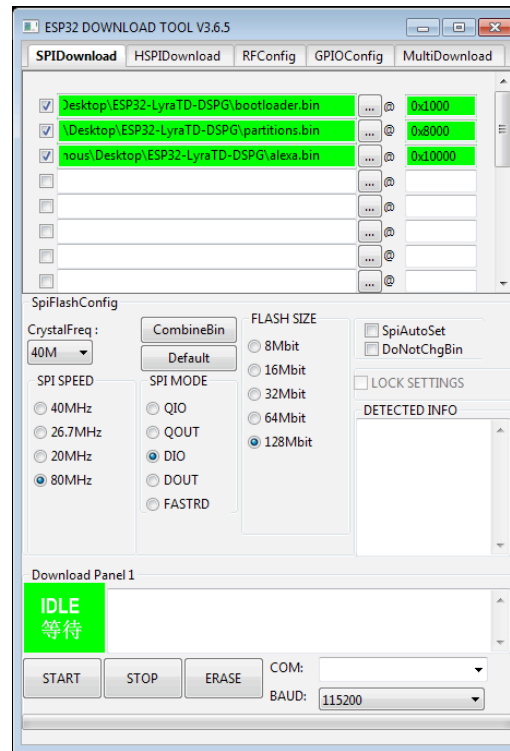 ESP32 DOWNLOAD TOOL V3.6.5
SPIDownload HSPIDownload RFConfig GPIOConfig MultiDownload
Desktop\ESP32-LyraTD-DSPG\bootloader.bin ... @ 0x1000
\Desktop\ESP32-LyraTD-DSPG\partitions.bin ... @ 0x8000
nous\Desktop\ESP32-LyraTD-DSPG\alexa.bin ... @ 0x10000
... @
... @
... @
... @
... @
SpiFlashConfig
CrystalFreq :
40M
CombineBin
Default
SPI SPEED
40MHz
26.7MHz
20MHz
80MHz
SPI MODE
QIO
QOUT
DIO
DOUT
FASTRD
FLASH SIZE
8Mbit
16Mbit
32Mbit
64Mbit
128Mbit
SpiAutoSet
DoNotChgBin
LOCK SETTINGS
DETECTED INFO
Download Panel 1
IDLE
等待
START STOP ERASE
COM:
BAUD: 115200